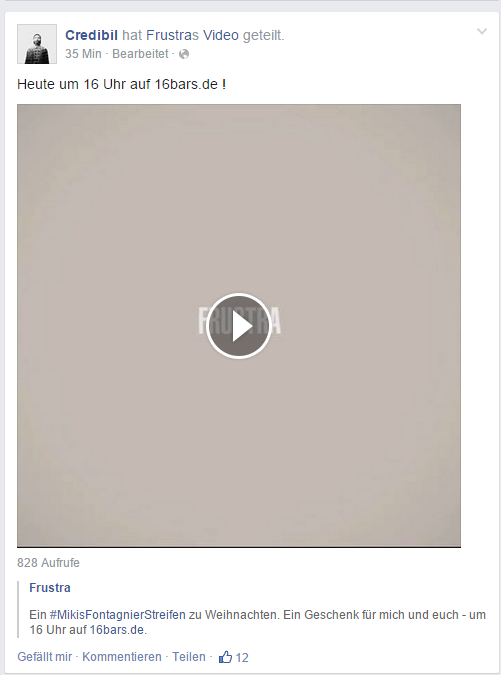 Credibil hat Frustras Video geteilt.
35 Min · Bearbeitet ·
Heute um 16 Uhr auf 16bars.de !
FRUSTRA
828 Aufrufe
Frustra
Ein #MikisFontagnierStreifen zu Weihnachten. Ein Geschenk für mich und euch - um
16 Uhr auf 16bars.de.
Gefällt mir · Kommentieren · Teilen · 12